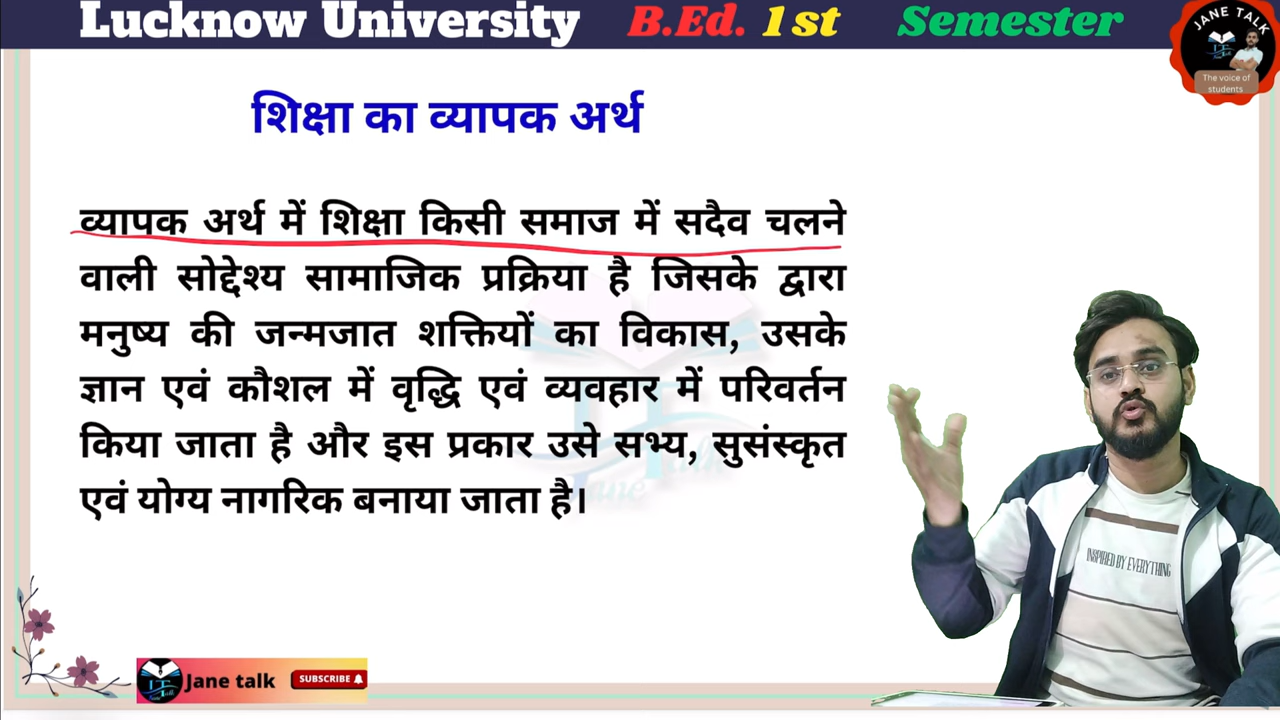 Lucknow University B.Ed. 1st Semester
JANE TALK
The voice of
students
शिक्षा का व्यापक अर्थ
व्यापक अर्थ में शिक्षा किसी समाज में सदैव चलने
वाली सोद्देश्य सामाजिक प्रक्रिया है जिसके द्वारा
मनुष्य की जन्मजात शक्तियों का विकास, उसके
ज्ञान एवं कौशल में वृद्धि एवं व्यवहार में परिवर्तन
किया जाता है और इस प्रकार उसे सभ्य, सुसंस्कृत
एवं योग्य नागरिक बनाया जाता है।
INSPIRED BY EVERYTHING
Jane talk
SUBSCRIBE